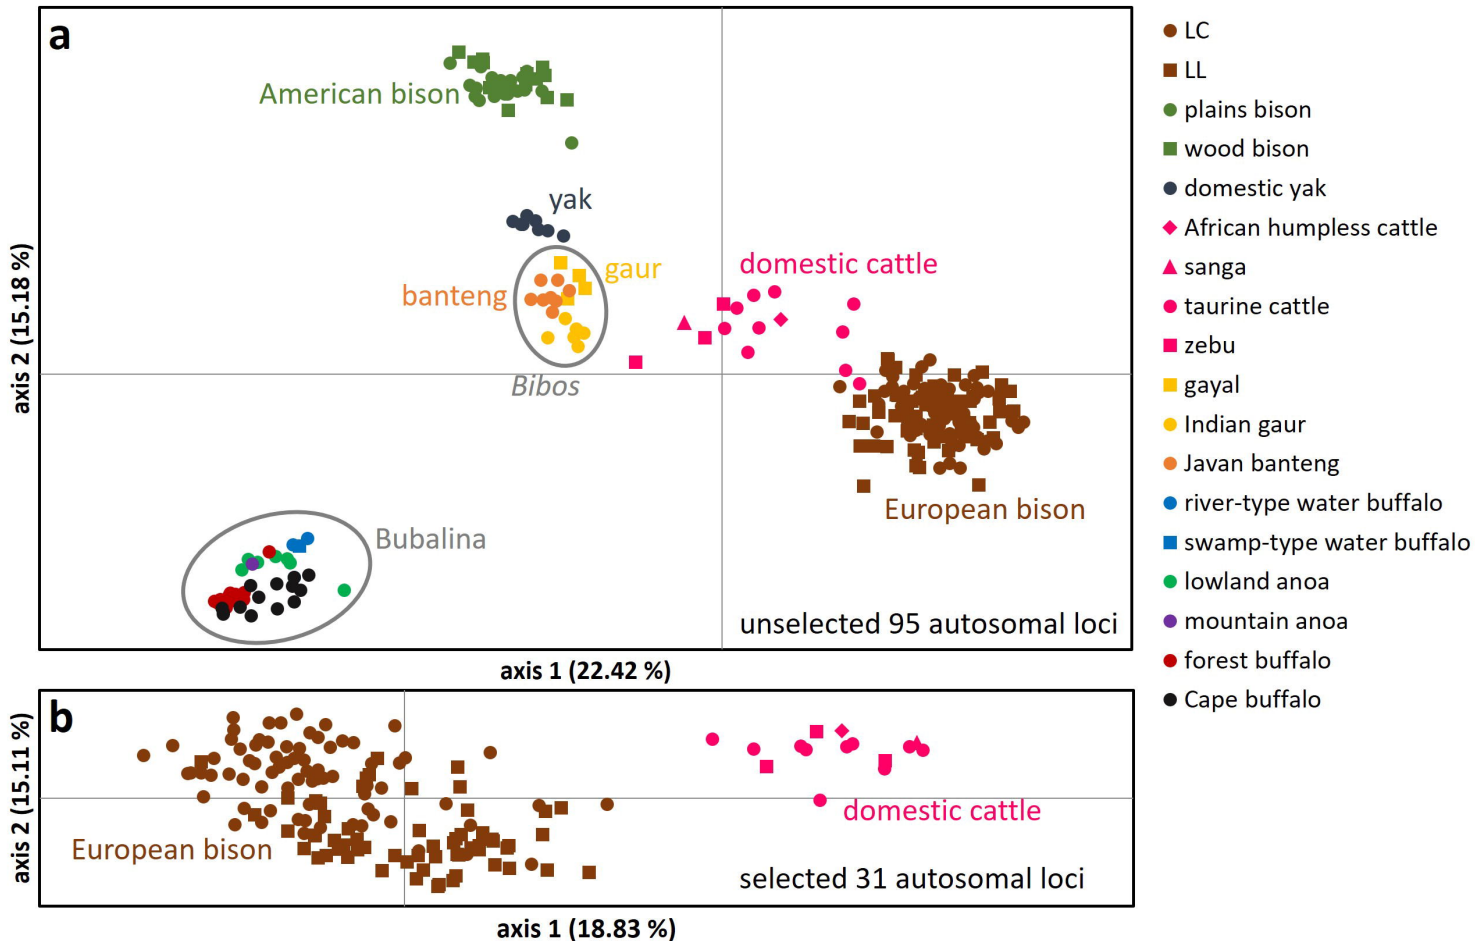 a
American bison
yak
gaur
banteng
Bibos
domestic cattle
European bison
Bubalina
unselected 95 autosomal loci
axis 2 (15.18 %)
axis 1 (22.42 %)
b
European bison
domestic cattle
selected 31 autosomal loci
axis 2 (15.11 %)
axis 1 (18.83 %)
LC
LL
plains bison
wood bison
domestic yak
African humpless cattle
sanga
taurine cattle
zebu
gayal
Indian gaur
Javan banteng
river-type water buffalo
swamp-type water buffalo
lowland anoa
mountain anoa
forest buffalo
Cape buffalo